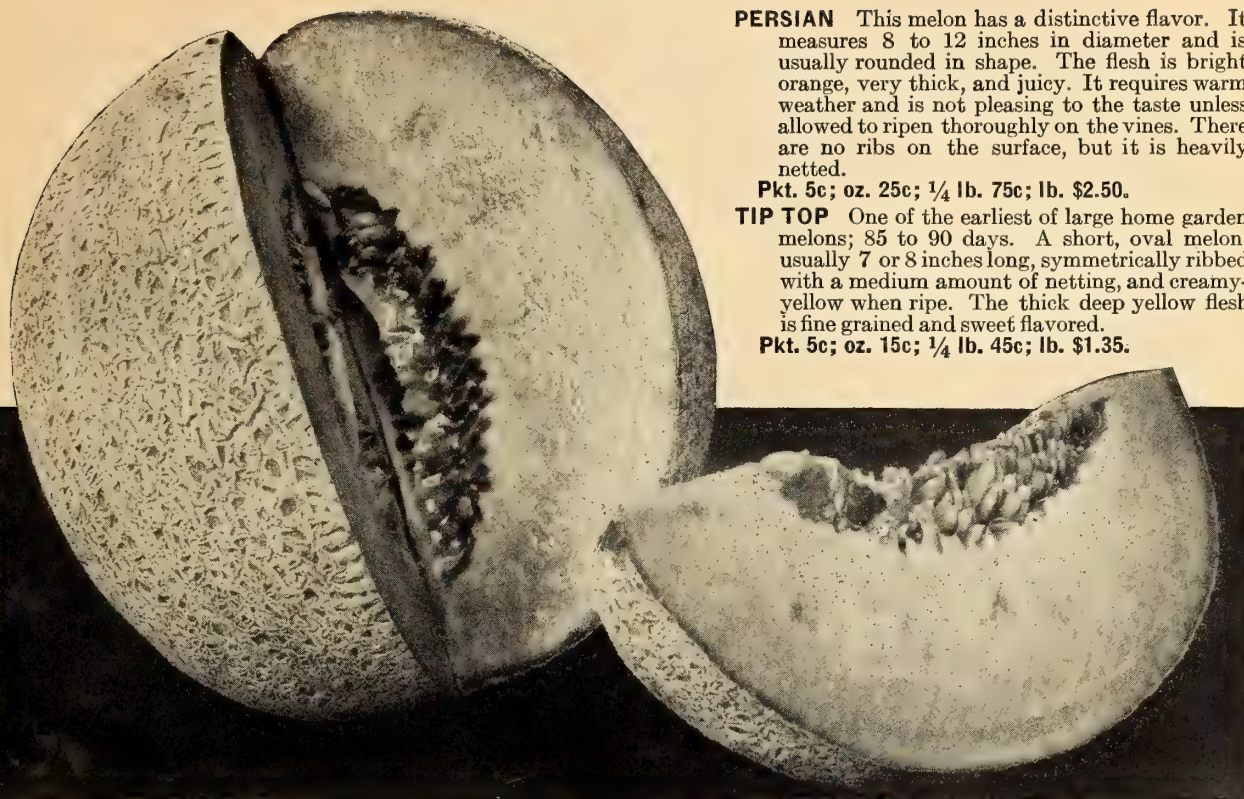 PERSIAN This melon has a distinctive flavor. It
measures 8 to 12 inches in diameter and is
usually rounded in shape. The flesh is bright
orange, very thick, and juicy. It requires warm
weather and is not pleasing to the taste unless
allowed to ripen thoroughly on the vines. There
are no ribs on the surface, but it is heavily
netted.
Pkt. 5c; oz. 25c; ¼ lb. 75c; lb. $2.50.
TIP TOP One of the earliest of large home garden
melons; 85 to 90 days. A short, oval melon
usually 7 or 8 inches long, symmetrically ribbed
with a medium amount of netting, and creamy-
yellow when ripe. The thick deep yellow flesh
is fine grained and sweet flavored.
Pkt. 5c; oz. 15c; ¼ lb. 45c; lb. $1.35.